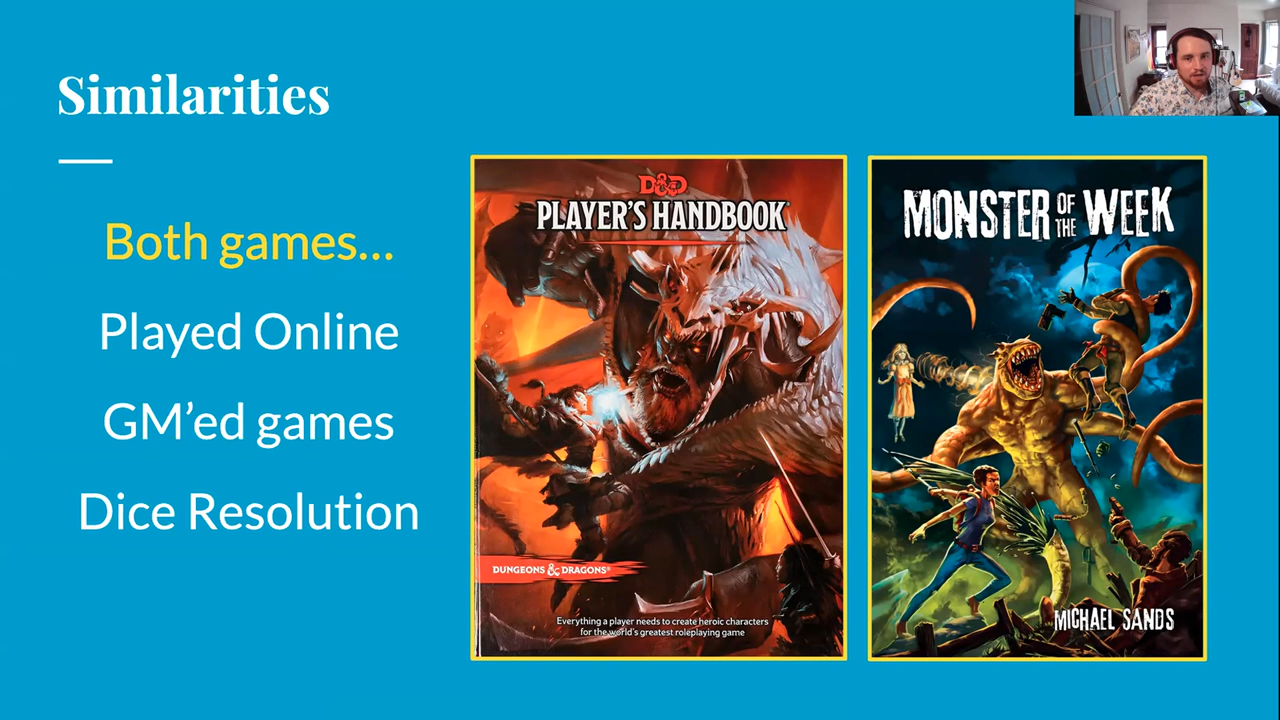 Similarities
Both games...
Played Online
GM’ed games
Dice Resolution
D&D
PLAYER'S HANDBOOK
DUNGEONS & DRAGONS®
Everything a player needs to create heroic characters
for the world's greatest roleplaying game
MONSTER OF THE WEEK
MICHAEL SANDS